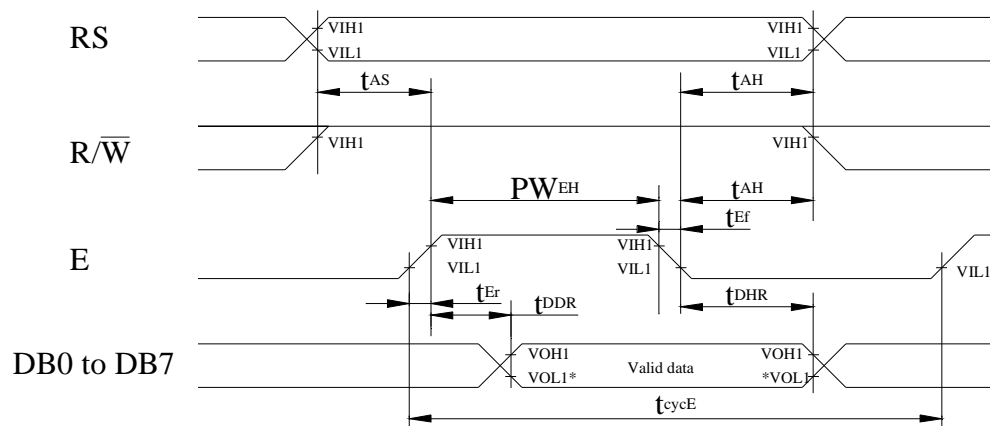 RS
VIH1
VIL1
VIH1
VIL1
tAS
tAH
R/W̅
VIH1
VIH1
PWEH
tAH
tEf
E
VIH1
VIL1
VIH1
VIL1
VIL1
tEr
tDDR
tDHR
DB0 to DB7
VOH1
VOL1*
Valid data
VOH1
*VOL1
tcycE